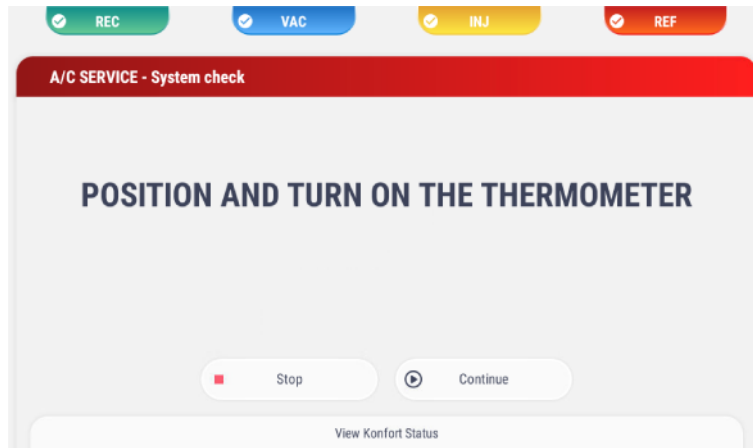 REC
VAC
INJ
REF
A/C SERVICE - System check
POSITION AND TURN ON THE THERMOMETER
Stop
Continue
View Konfort Status